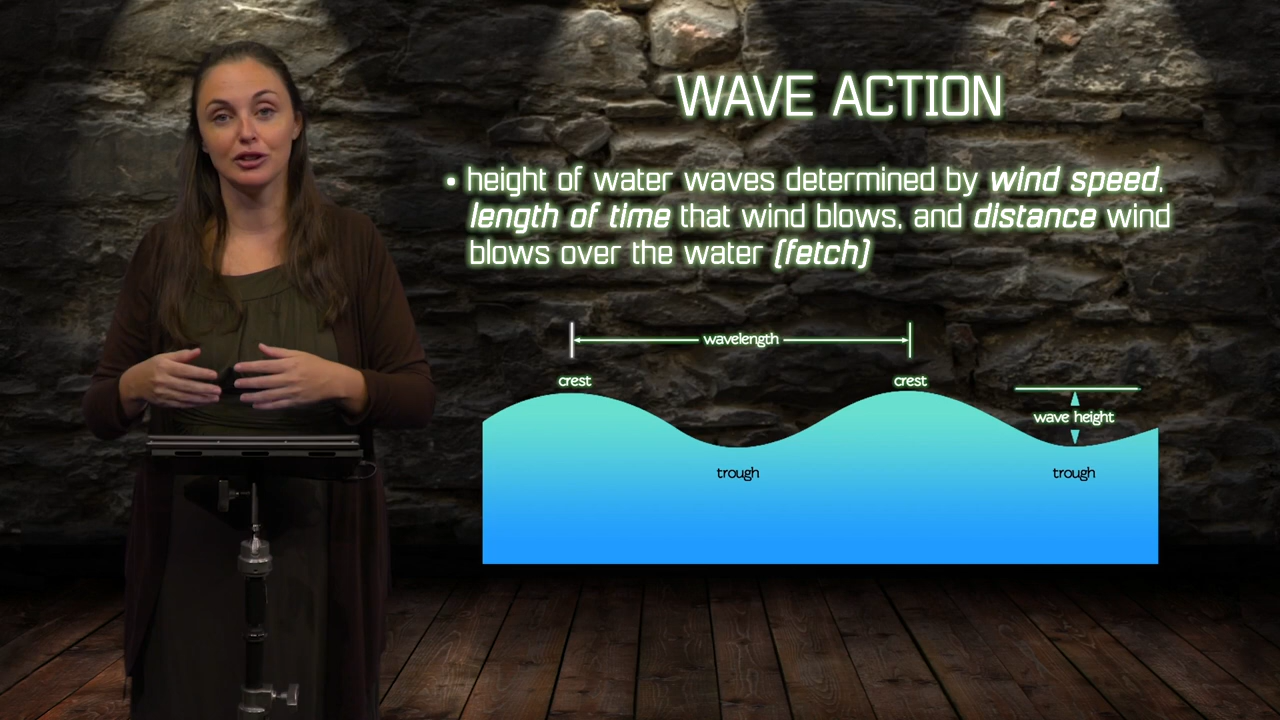 WAVE ACTION
• height of water waves determined by wind speed,
length of time that wind blows, and distance wind
blows over the water (fetch)
wavelength
crest
crest
wave height
trough
trough